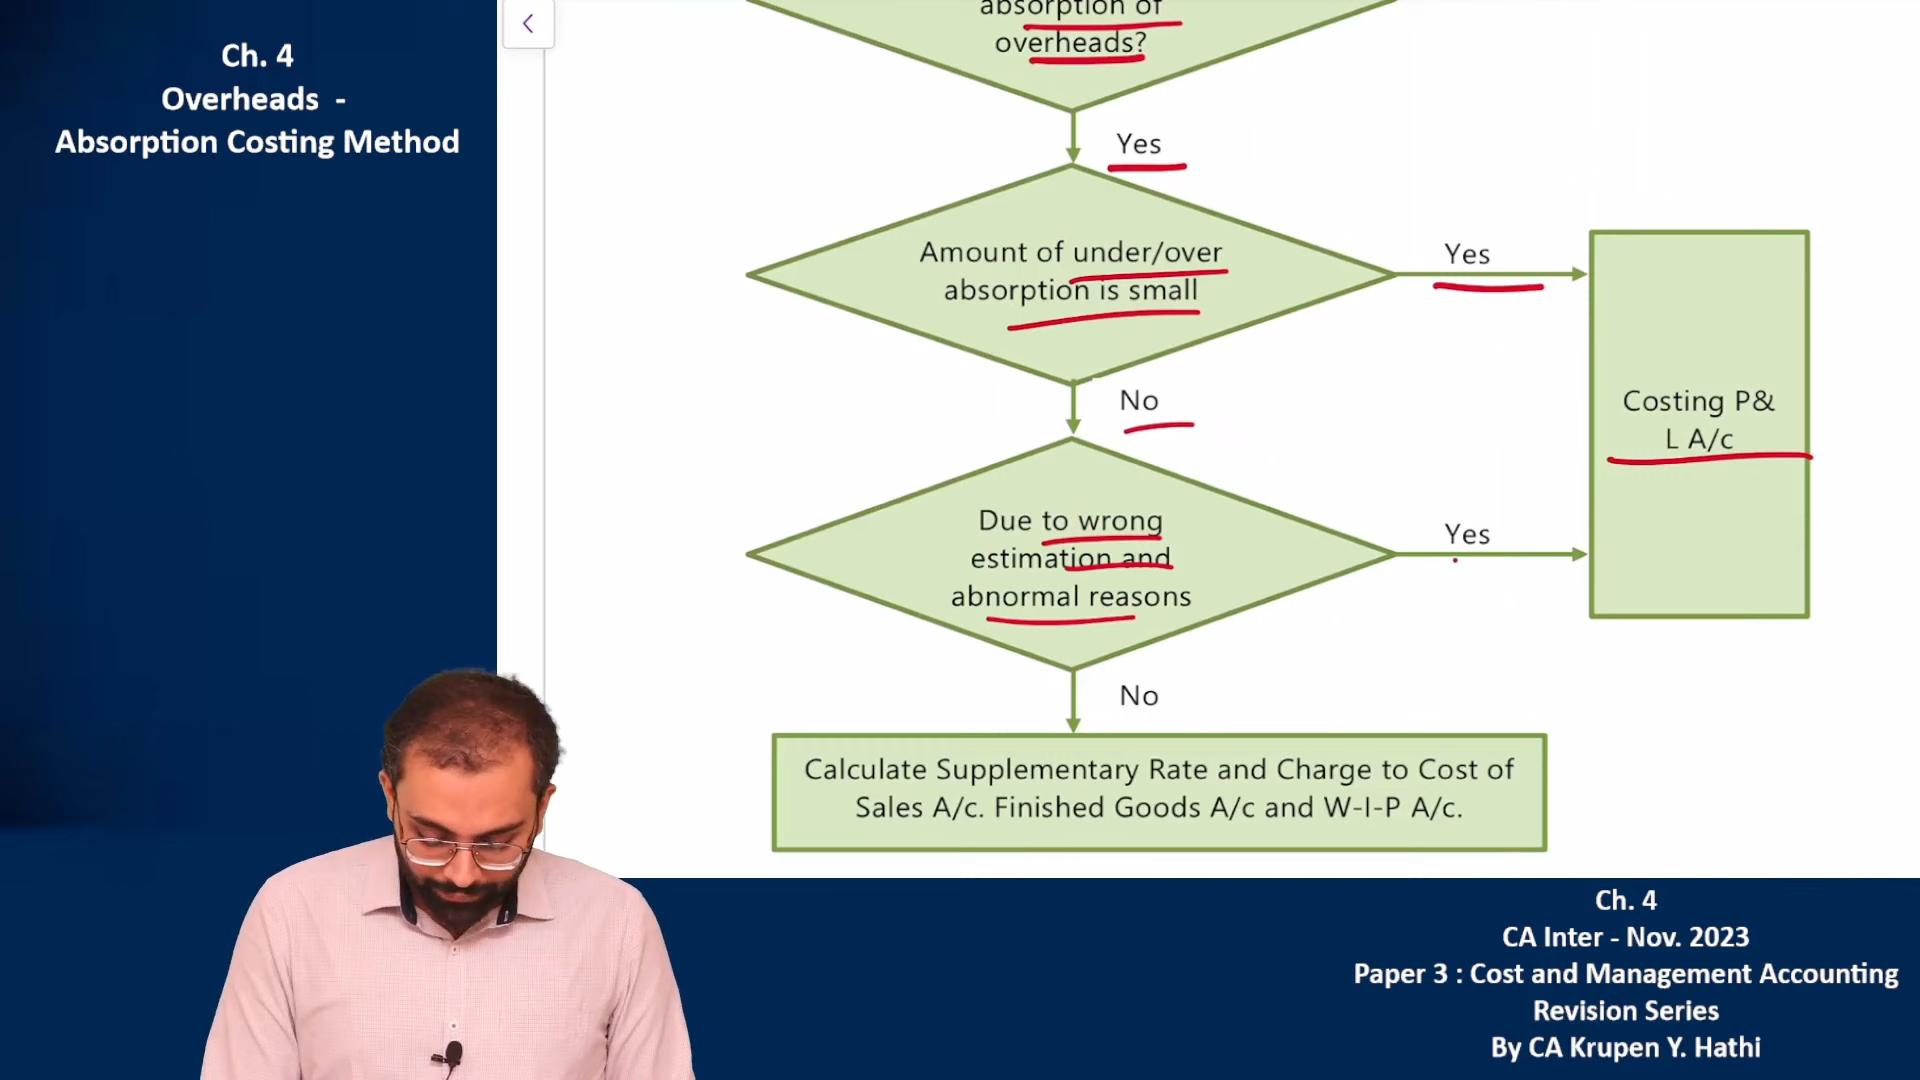 Ch. 4
Overheads -
Absorption Costing Method
absorption of
overheads?
Yes
Amount of under/over
absorption is small
Yes
No
Costing P&
L A/c
Due to wrong
estimation and
abnormal reasons
Yes
No
Calculate Supplementary Rate and Charge to Cost of
Sales A/c. Finished Goods A/c and W-I-P A/c.
Ch. 4
CA Inter - Nov. 2023
Paper 3 : Cost and Management Accounting
Revision Series
By CA Krupen Y. Hathi